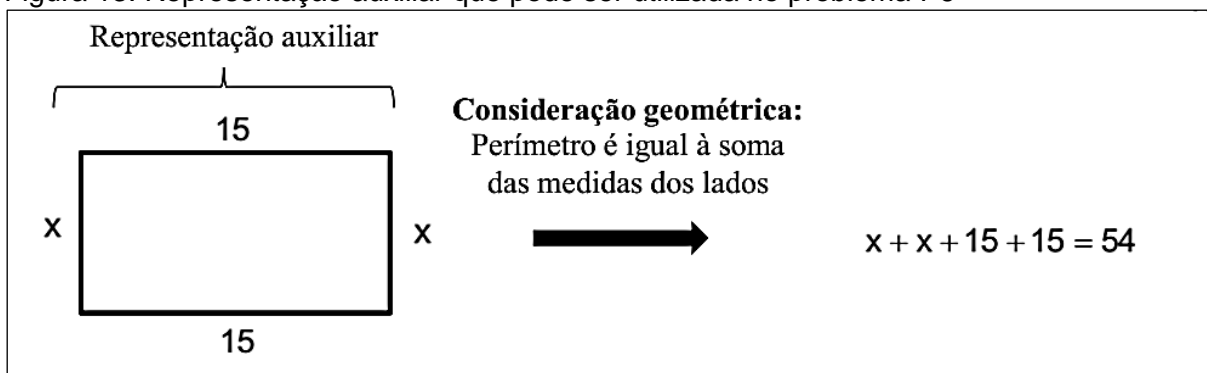 Representação auxiliar
15
x
x
15
Consideração geométrica:
Perímetro é igual à soma
das medidas dos lados
x + x + 15 + 15 = 54